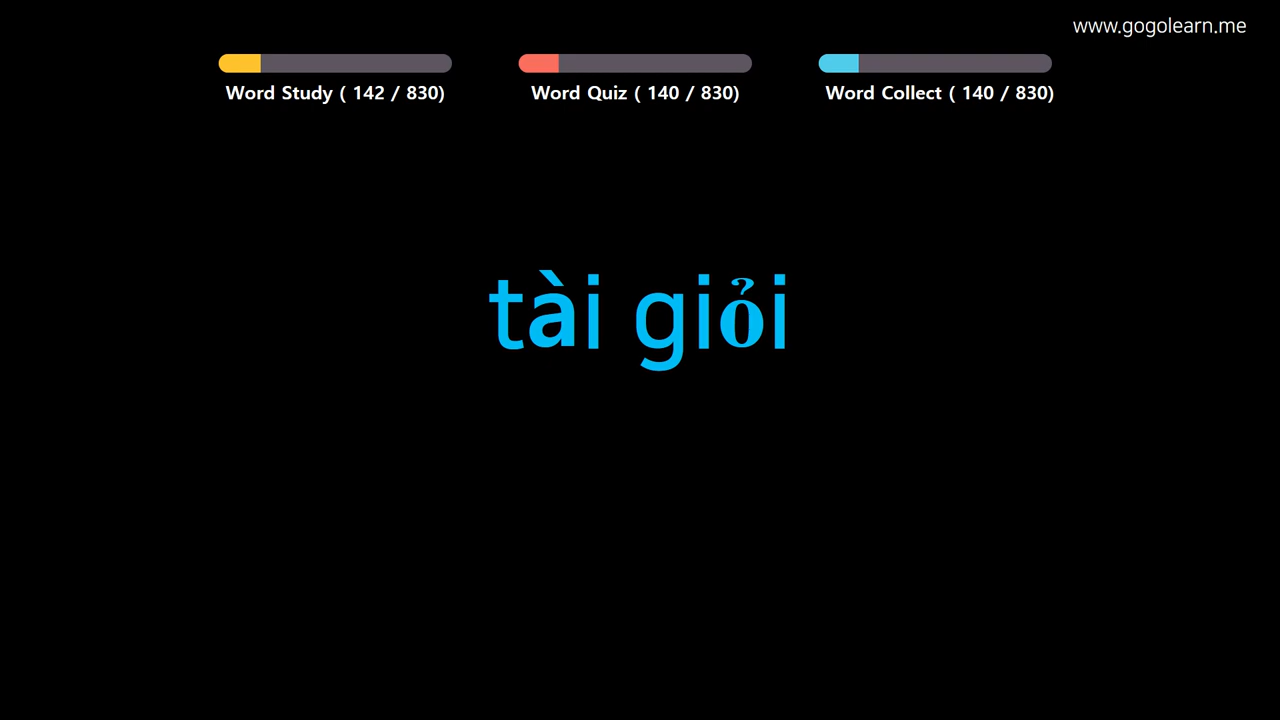 www.gogolearn.me
Word Study ( 142 / 830)
Word Quiz ( 140 / 830)
Word Collect ( 140 / 830)
tài giỏi